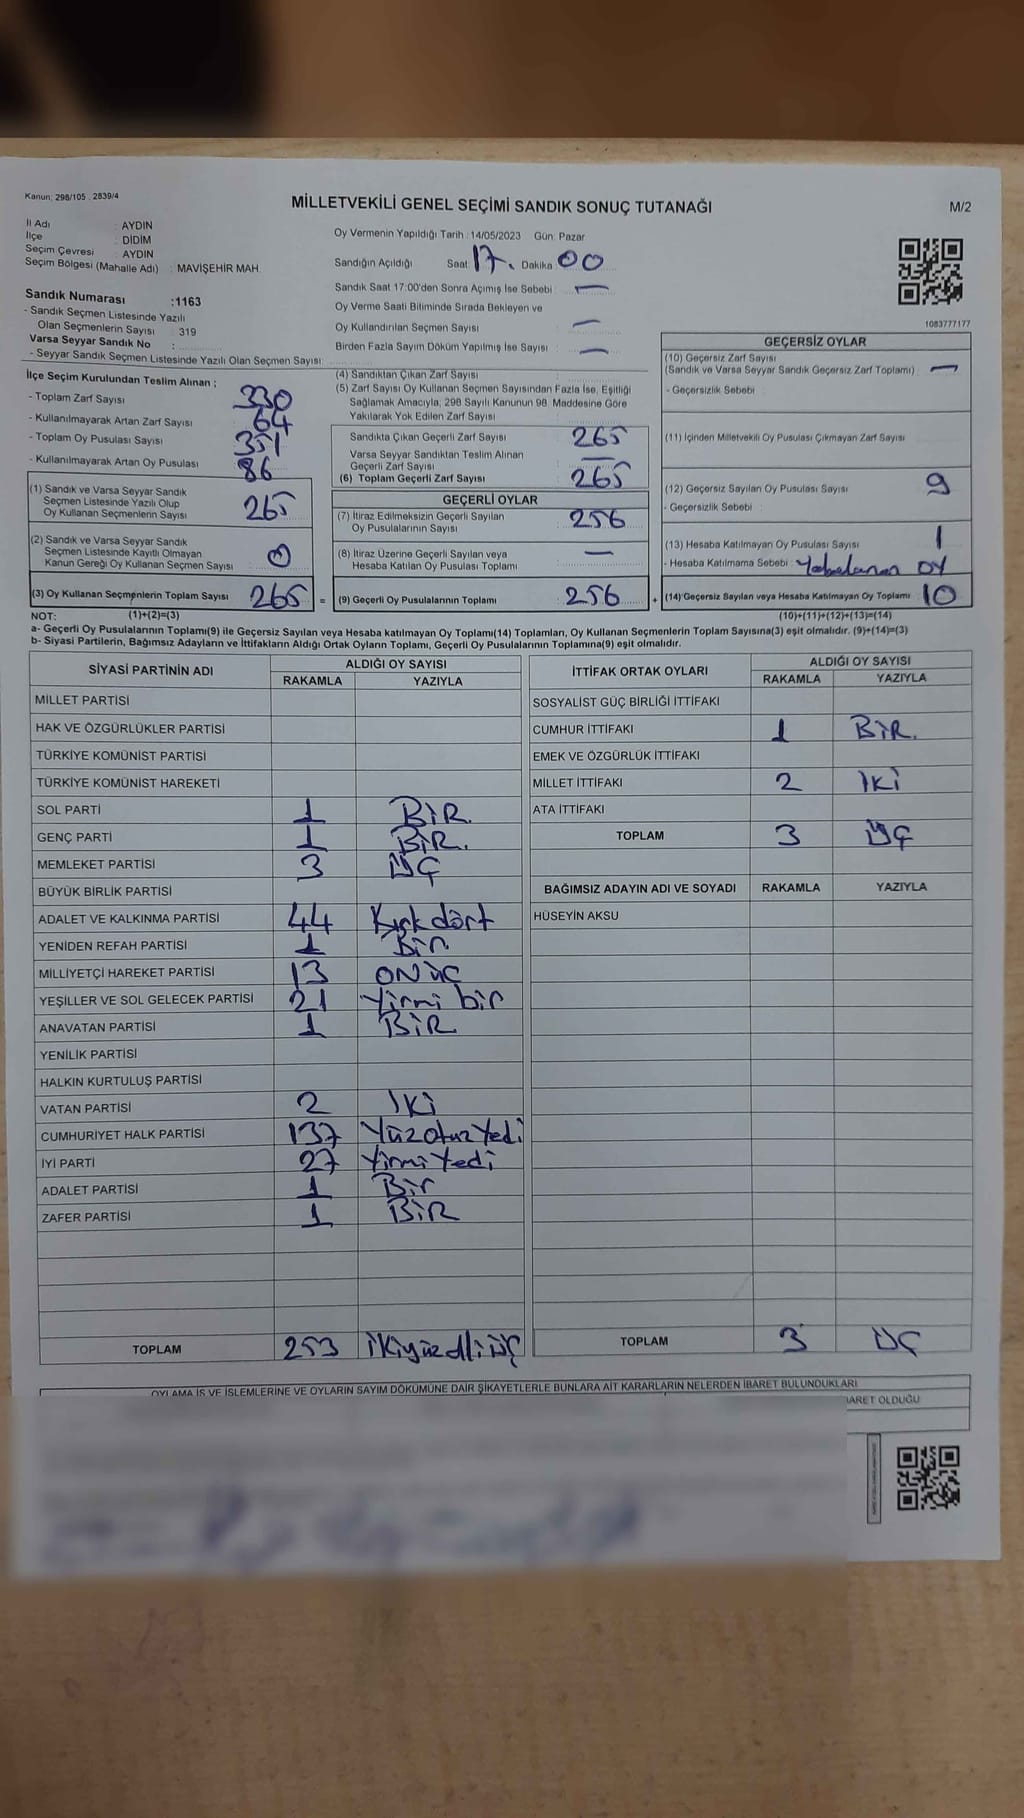 Kanun; 298/105 . 2839/4
MİLLETVEKİLİ GENEL SEÇİMİ SANDIK SONUÇ TUTANAĞI
M/2
İl Adı : AYDIN
İlçe : DİDİM
Seçim Çevresi : AYDIN
Seçim Bölgesi (Mahalle Adı) : MAVİŞEHİR MAH.
Sandık Numarası :1163
- Sandık Seçmen Listesinde Yazılı
Olan Seçmenlerin Sayısı : 319
Varsa Seyyar Sandık No :
- Seyyar Sandık Seçmen Listesinde Yazılı Olan Seçmen Sayısı:
Oy Vermenin Yapıldığı Tarih :14/05/2023 Gün: Pazar
Sandığın Açıldığı Saat 17. Dakika 00
Sandık Saat 17:00'den Sonra Açımış İse Sebebi : —
Oy Verme Saati Bitiminde Sırada Bekleyen ve
Oy Kullandırılan Seçmen Sayısı —
Birden Fazla Sayım Döküm Yapılmış İse Sayısı : —
1083777177
İlçe Seçim Kurulundan Teslim Alınan ;
- Toplam Zarf Sayısı 330
- Kullanılmayarak Artan Zarf Sayısı 64
- Toplam Oy Pusulası Sayısı 351
- Kullanılmayarak Artan Oy Pusulası 86
(1) Sandık ve Varsa Seyyar Sandık
Seçmen Listesinde Yazılı Olup
Oy Kullanan Seçmenlerin Sayısı 265
(2) Sandık ve Varsa Seyyar Sandık
Seçmen Listesinde Kayıtlı Olmayan
Kanun Gereği Oy Kullanan Seçmen Sayısı : 0
(3) Oy Kullanan Seçmenlerin Toplam Sayısı 265 =
(1)+(2)=(3)
(4) Sandıktan Çıkan Zarf Sayısı
(5) Zarf Sayısı Oy Kullanan Seçmen Sayısından Fazla İse, Eşitliği
Sağlamak Amacıyla, 298 Sayılı Kanunun 98. Maddesine Göre
Yakılarak Yok Edilen Zarf Sayısı
Sandıkta Çıkan Geçerli Zarf Sayısı 265
Varsa Seyyar Sandıktan Teslim Alınan
Geçerli Zarf Sayısı —
(6) Toplam Geçerli Zarf Sayısı 265
GEÇERLİ OYLAR
(7) İtiraz Edilmeksizin Geçerli Sayılan
Oy Pusulalarının Sayısı 256
(8) İtiraz Üzerine Geçerli Sayılan veya
Hesaba Katılan Oy Pusulası Toplamı —
(9) Geçerli Oy Pusulalarının Toplamı : 256 +
GEÇERSİZ OYLAR
(10) Geçersiz Zarf Sayısı
(Sandık ve Varsa Seyyar Sandık Geçersiz Zarf Toplamı) —
- Geçersizlik Sebebi :
(11) İçinden Milletvekili Oy Pusulası Çıkmayan Zarf Sayısı
(12) Geçersiz Sayılan Oy Pusulası Sayısı 9
- Geçersizlik Sebebi :
(13) Hesaba Katılmayan Oy Pusulası Sayısı 1
- Hesaba Katılmama Sebebi : OY
(14) Geçersiz Sayılan veya Hesaba Katılmayan Oy Toplamı 10
(10)+(11)+(12)+(13)=(14)
NOT:
a- Geçerli Oy Pusulalarının Toplamı(9) ile Geçersiz Sayılan veya Hesaba katılmayan Oy Toplamı(14) Toplamları, Oy Kullanan Seçmenlerin Toplam Sayısına(3) eşit olmalıdır. (9)+(14)=(3)
b- Siyasi Partilerin, Bağımsız Adayların ve İttifakların Aldığı Ortak Oyların Toplamı, Geçerli Oy Pusulalarının Toplamına(9) eşit olmalıdır.
SİYASİ PARTİNİN ADI ALDIĞI OY SAYISI
RAKAMLA YAZIYLA
MİLLET PARTİSİ
HAK VE ÖZGÜRLÜKLER PARTİSİ
TÜRKİYE KOMÜNİST PARTİSİ
TÜRKİYE KOMÜNİST HAREKETİ
SOL PARTİ 1 BİR.
GENÇ PARTİ 1 BİR.
MEMLEKET PARTİSİ 3 ÜÇ
BÜYÜK BİRLİK PARTİSİ
ADALET VE KALKINMA PARTİSİ 44 Kırk dört
YENİDEN REFAH PARTİSİ 1 Bir
MİLLİYETÇİ HAREKET PARTİSİ 13 ONÜÇ
YEŞİLLER VE SOL GELECEK PARTİSİ 21 Yirmi bir
ANAVATAN PARTİSİ 1 BİR
YENİLİK PARTİSİ
HALKIN KURTULUŞ PARTİSİ
VATAN PARTİSİ 2 İki
CUMHURİYET HALK PARTİSİ 137 Yüz otuz Yedi
İYİ PARTİ 27 Yirmi Yedi
ADALET PARTİSİ 1 Bir
ZAFER PARTİSİ 1 BİR
TOPLAM 253 İkiyüz elli üç
İTTİFAK ORTAK OYLARI ALDIĞI OY SAYISI
RAKAMLA YAZIYLA
SOSYALİST GÜÇ BİRLİĞİ İTTİFAKI
CUMHUR İTTİFAKI 1 BİR.
EMEK VE ÖZGÜRLÜK İTTİFAKI
MİLLET İTTİFAKI 2 İki
ATA İTTİFAKI
TOPLAM 3 ÜÇ
BAĞIMSIZ ADAYIN ADI VE SOYADI RAKAMLA YAZIYLA
HÜSEYİN AKSU
TOPLAM 3 ÜÇ
OYLAMA İŞ VE İŞLEMLERİNE VE OYLARIN SAYIM DÖKÜMÜNE DAİR ŞİKAYETLERLE BUNLARA AİT KARARLARIN NELERDEN İBARET BULUNDUKLARI
BARET OLDUĞU